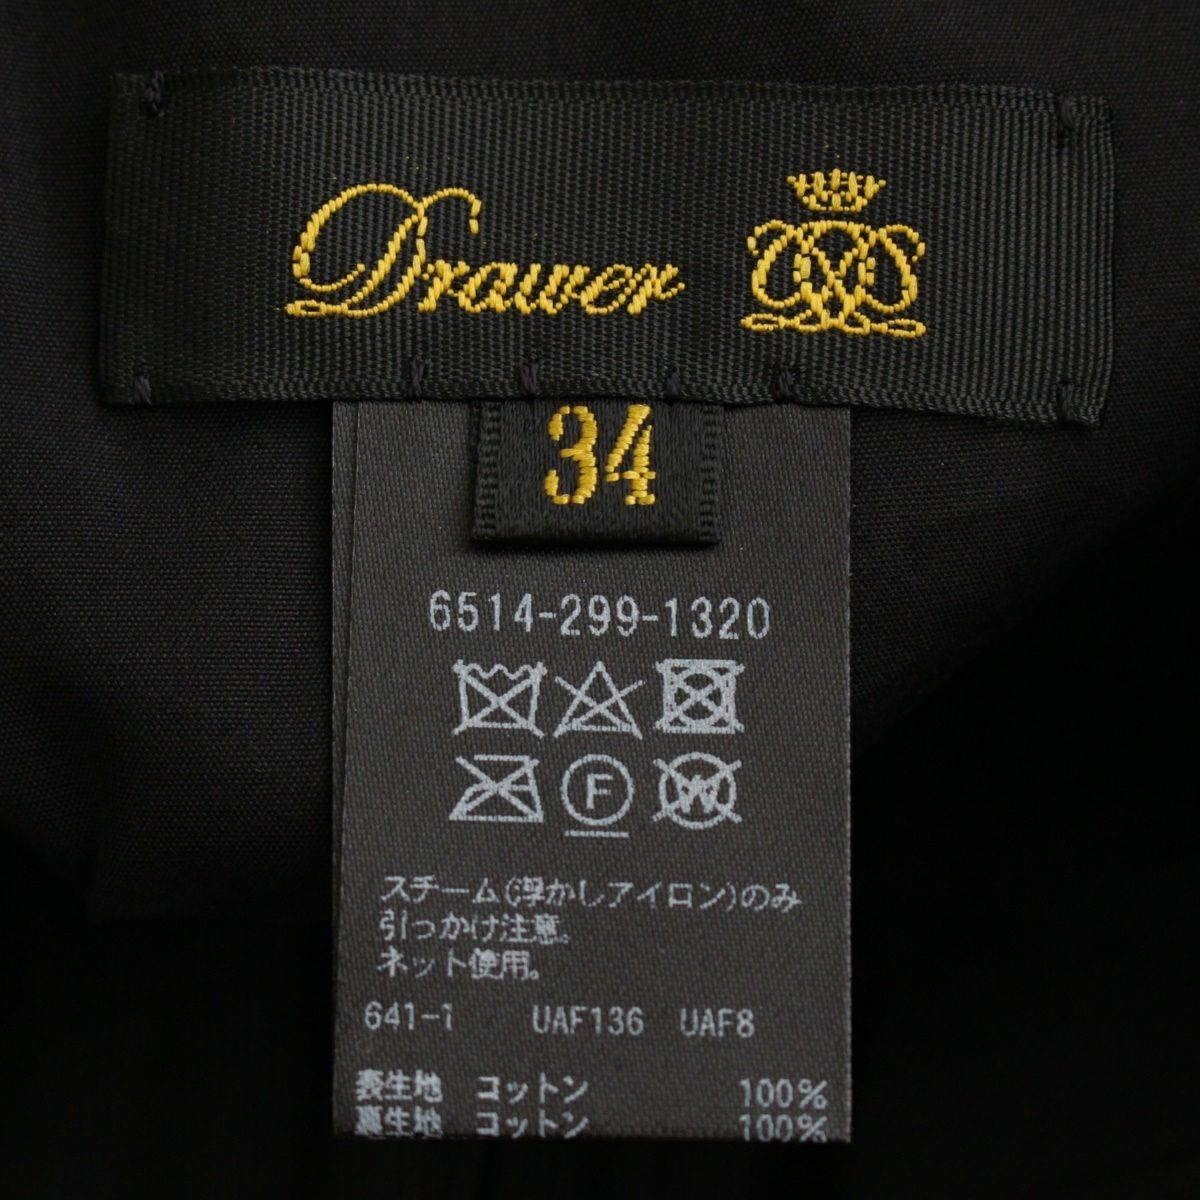 Drawer
34
6514-299-1320
F
W
スチーム(浮かしアイロン)のみ
引っかけ注意。
ネット使用。
641-1 UAF136 UAF8
表生地 コットン 100%
裏生地 コットン 100%